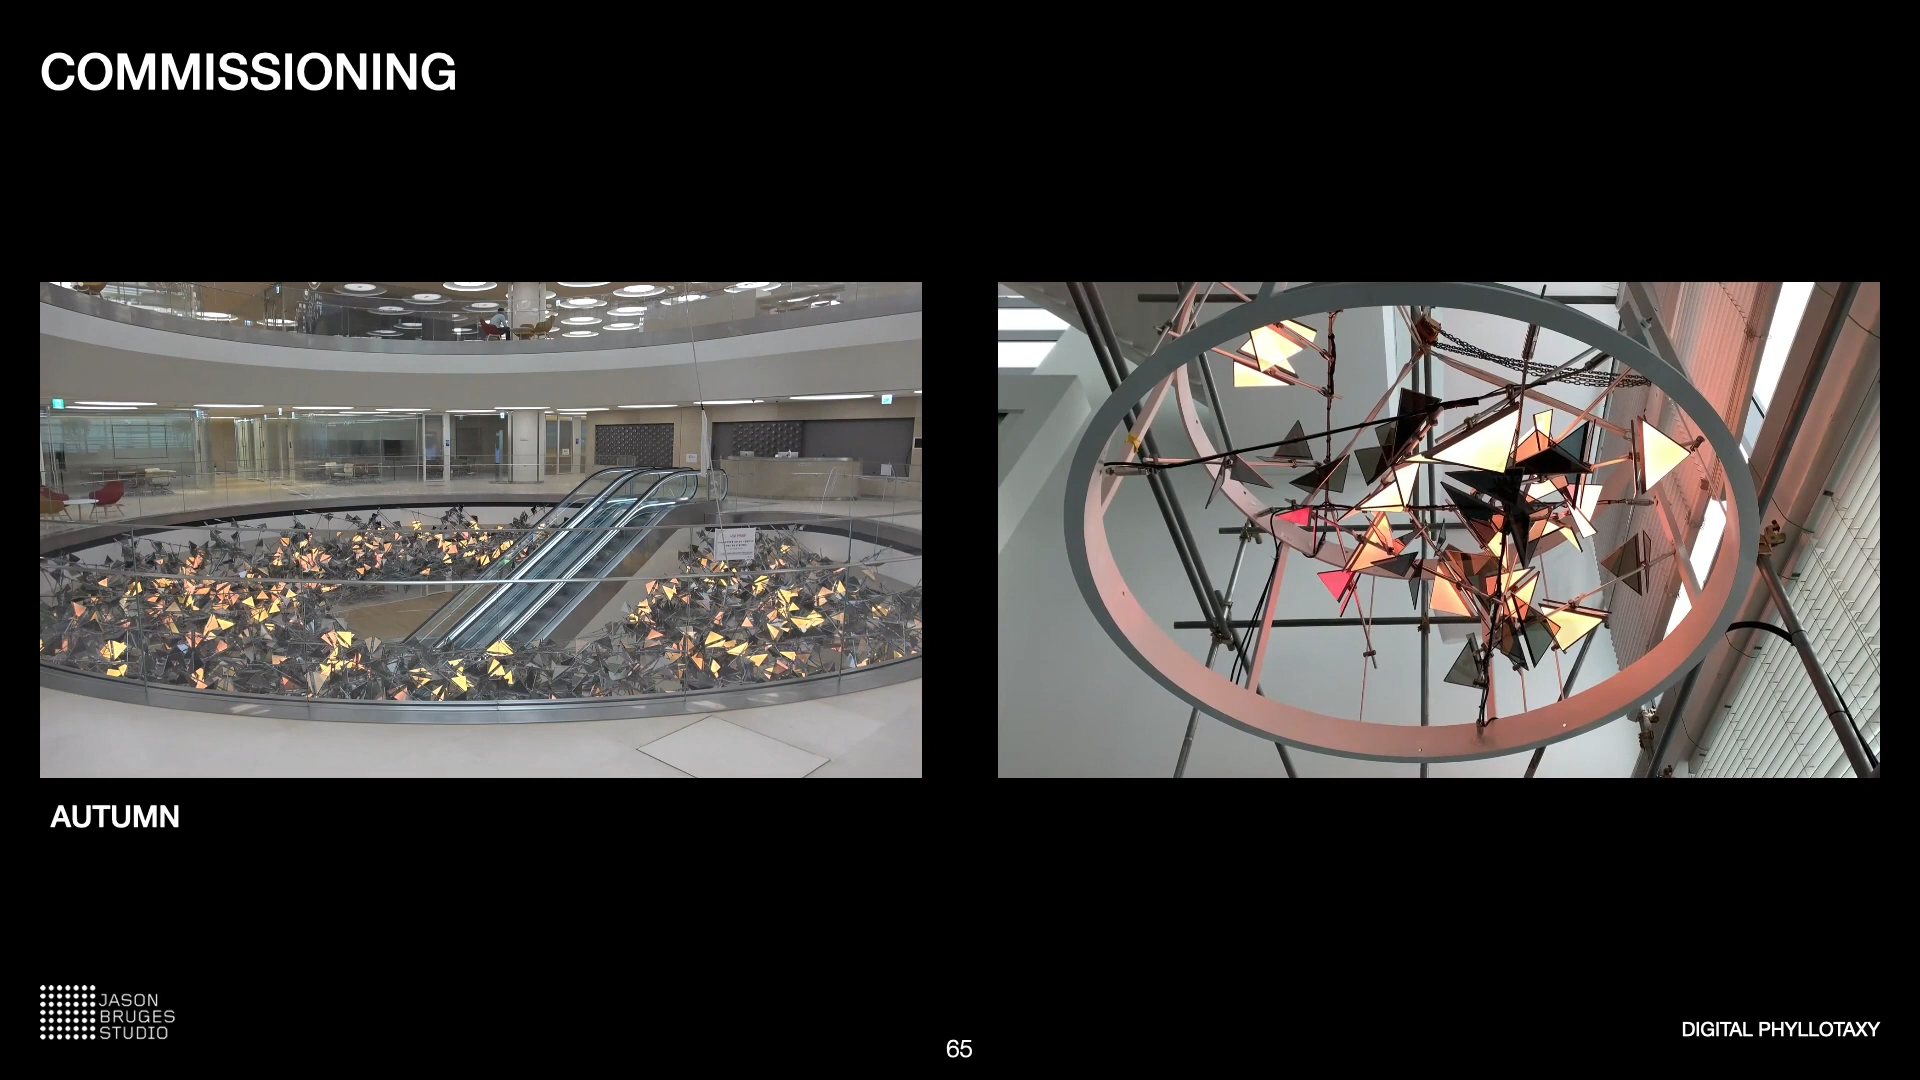 COMMISSIONING
AUTUMN
JASON
BRUGES
STUDIO
65
DIGITAL PHYLLOTAXY